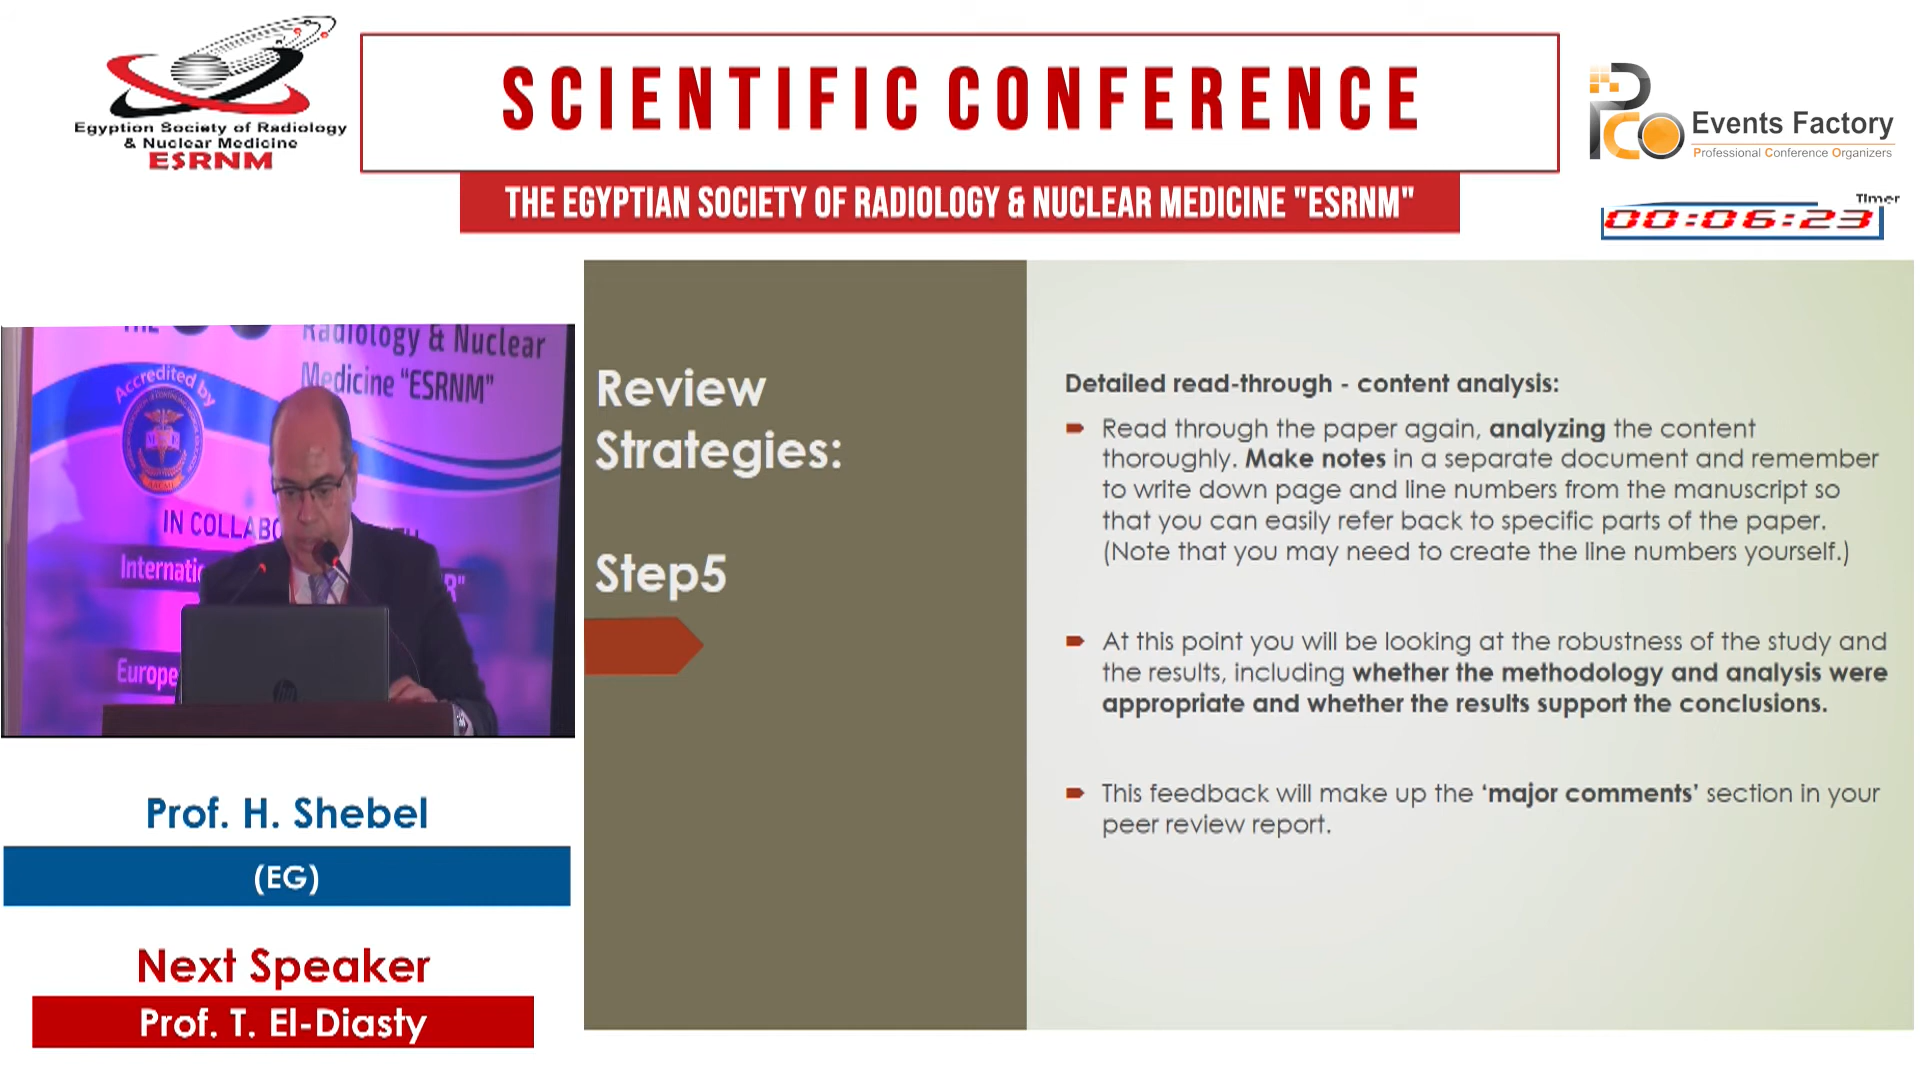 Egyptian Society of Radiology
& Nuclear Medicine
ESRNM
SCIENTIFIC CONFERENCE
THE EGYPTIAN SOCIETY OF RADIOLOGY & NUCLEAR MEDICINE "ESRNM"
PCO
Events Factory
Professional Conference Organizers
Timer
00:06:23
THE
Radiology & Nuclear
Medicine "ESRNM"
Accredited by
IN COLLABO
Internatio
Europe
hp
Prof. H. Shebel
(EG)
Next Speaker
Prof. T. El-Diasty
Review
Strategies:
Step5
Detailed read-through - content analysis:
Read through the paper again, analyzing the content
thoroughly. Make notes in a separate document and remember
to write down page and line numbers from the manuscript so
that you can easily refer back to specific parts of the paper.
(Note that you may need to create the line numbers yourself.)
At this point you will be looking at the robustness of the study and
the results, including whether the methodology and analysis were
appropriate and whether the results support the conclusions.
This feedback will make up the ‘major comments’ section in your
peer review report.